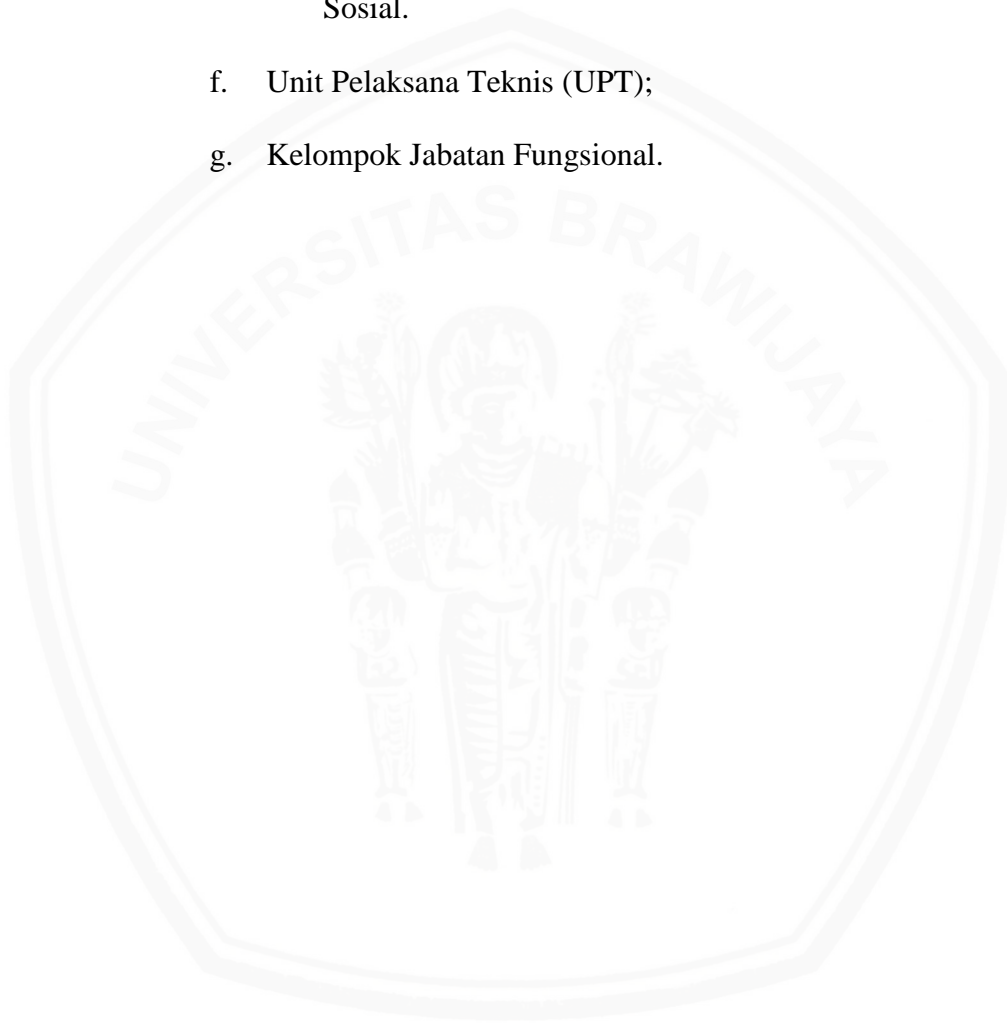 Sosial.
f. Unit Pelaksana Teknis (UPT);
g. Kelompok Jabatan Fungsional.
UNIVERSITAS BRAWIJAYA